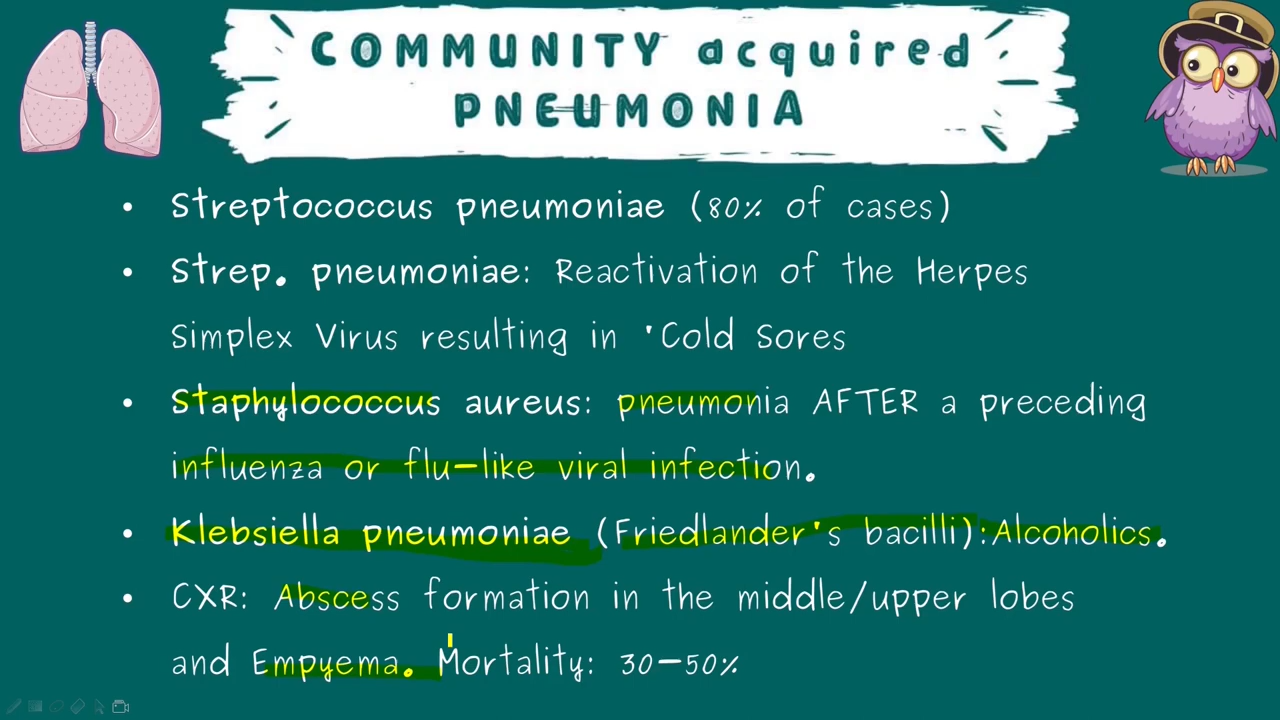 COMMUNITY acquired
PNEUMONIA
• Streptococcus pneumoniae (80% of cases)
• Strep. pneumoniae: Reactivation of the Herpes
Simplex Virus resulting in 'Cold Sores
• Staphylococcus aureus: pneumonia AFTER a preceding
influenza or flu-like viral infection.
• Klebsiella pneumoniae (Friedlander's bacilli):Alcoholics.
• CXR: Abscess formation in the middle/upper lobes
and Empyema. Mortality: 30-50%